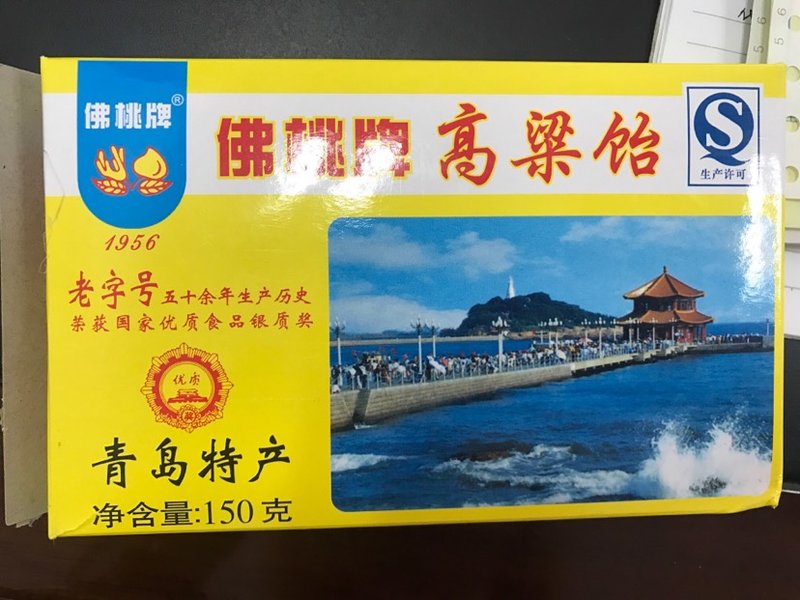 佛桃牌®
1956
佛桃牌 高粱饴
S
生产许可
老字号 五十余年生产历史
荣获国家优质食品银质奖
优质
奖
青岛特产
净含量:150克